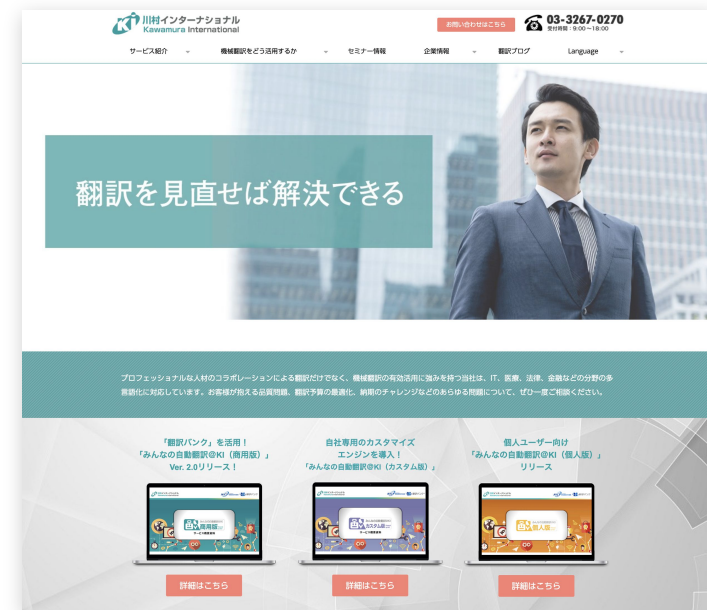 川村インターナショナル
Kawamura International
お問い合わせはこちら
03-3267-0270
受付時間：9:00～18:00
サービス紹介
機械翻訳をどう活用するか
セミナー情報
企業情報
翻訳ブログ
Language
翻訳を見直せば解決できる
プロフェッショナルな人材のコラボレーションによる翻訳だけでなく、機械翻訳の有効活用に強みを持つ当社は、IT、医療、法律、金融などの分野の多
言語化に対応しています。お客様が抱える品質問題、翻訳予算の最適化、納期のチャレンジなどのあらゆる問題について、ぜひ一度ご相談ください。
「翻訳バンク」を活用！
「みんなの自動翻訳@KI（商用版）」
Ver. 2.0リリース！
自社専用のカスタマイズ
エンジンを導入！
「みんなの自動翻訳@KI（カスタム版）」
個人ユーザー向け
「みんなの自動翻訳@KI（個人版）」
リリース
商用版
カスタム版
個人版
詳細はこちら
詳細はこちら
詳細はこちら